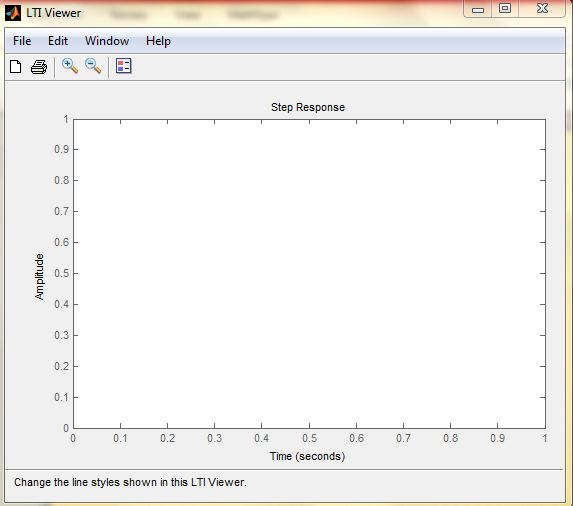 LTI Viewer
File Edit Window Help
Step Response
1
0.9
0.8
0.7
0.6
0.5
0.4
0.3
0.2
0.1
0
Amplitude
0 0.1 0.2 0.3 0.4 0.5 0.6 0.7 0.8 0.9 1
Time (seconds)
Change the line styles shown in this LTI Viewer.